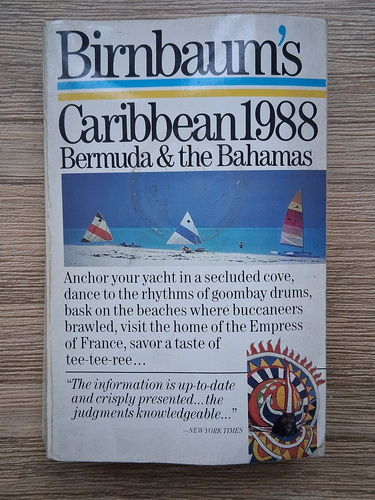 Birnbaum's
Caribbean 1988
Bermuda & the Bahamas
Anchor your yacht in a secluded cove,
dance to the rhythms of goombay drums,
bask on the beaches where buccaneers
brawled, visit the home of the Empress
of France, savor a taste of
tee-tee-ree...
"The information is up-to-date
and crisply presented...the
judgments knowledgeable..."
—NEW YORK TIMES